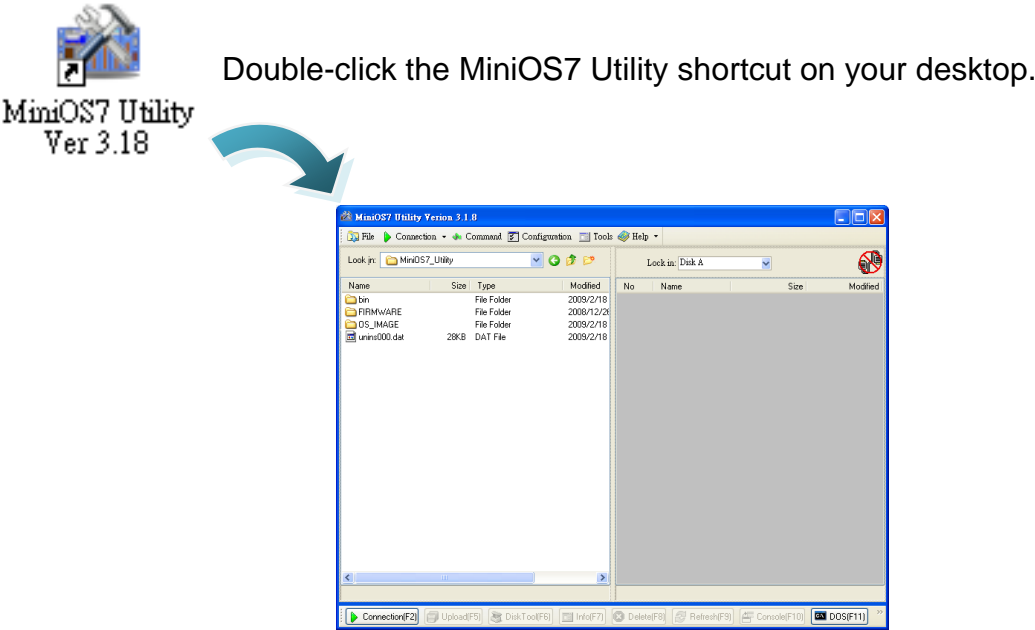 Double-click the MiniOS7 Utility shortcut on your desktop.
MiniOS7 Utility
Ver 3.18
MiniOS7 Utility Verion 3.1.8
File Connection Command Configuration Tools Help
Look in: MiniOS7_Utility
Lock in: Disk A
Name Size Type Modified
No Name Size Modified
bin File Folder 2009/2/18
FIRMWARE File Folder 2008/12/26
OS_IMAGE File Folder 2009/2/18
unins000.dat 28KB DAT File 2009/2/18
Connection(F2) Upload(F5) DiskTool(F6) Info(F7) Delete(F8) Refresh(F9) Console(F10) DOS(F11)